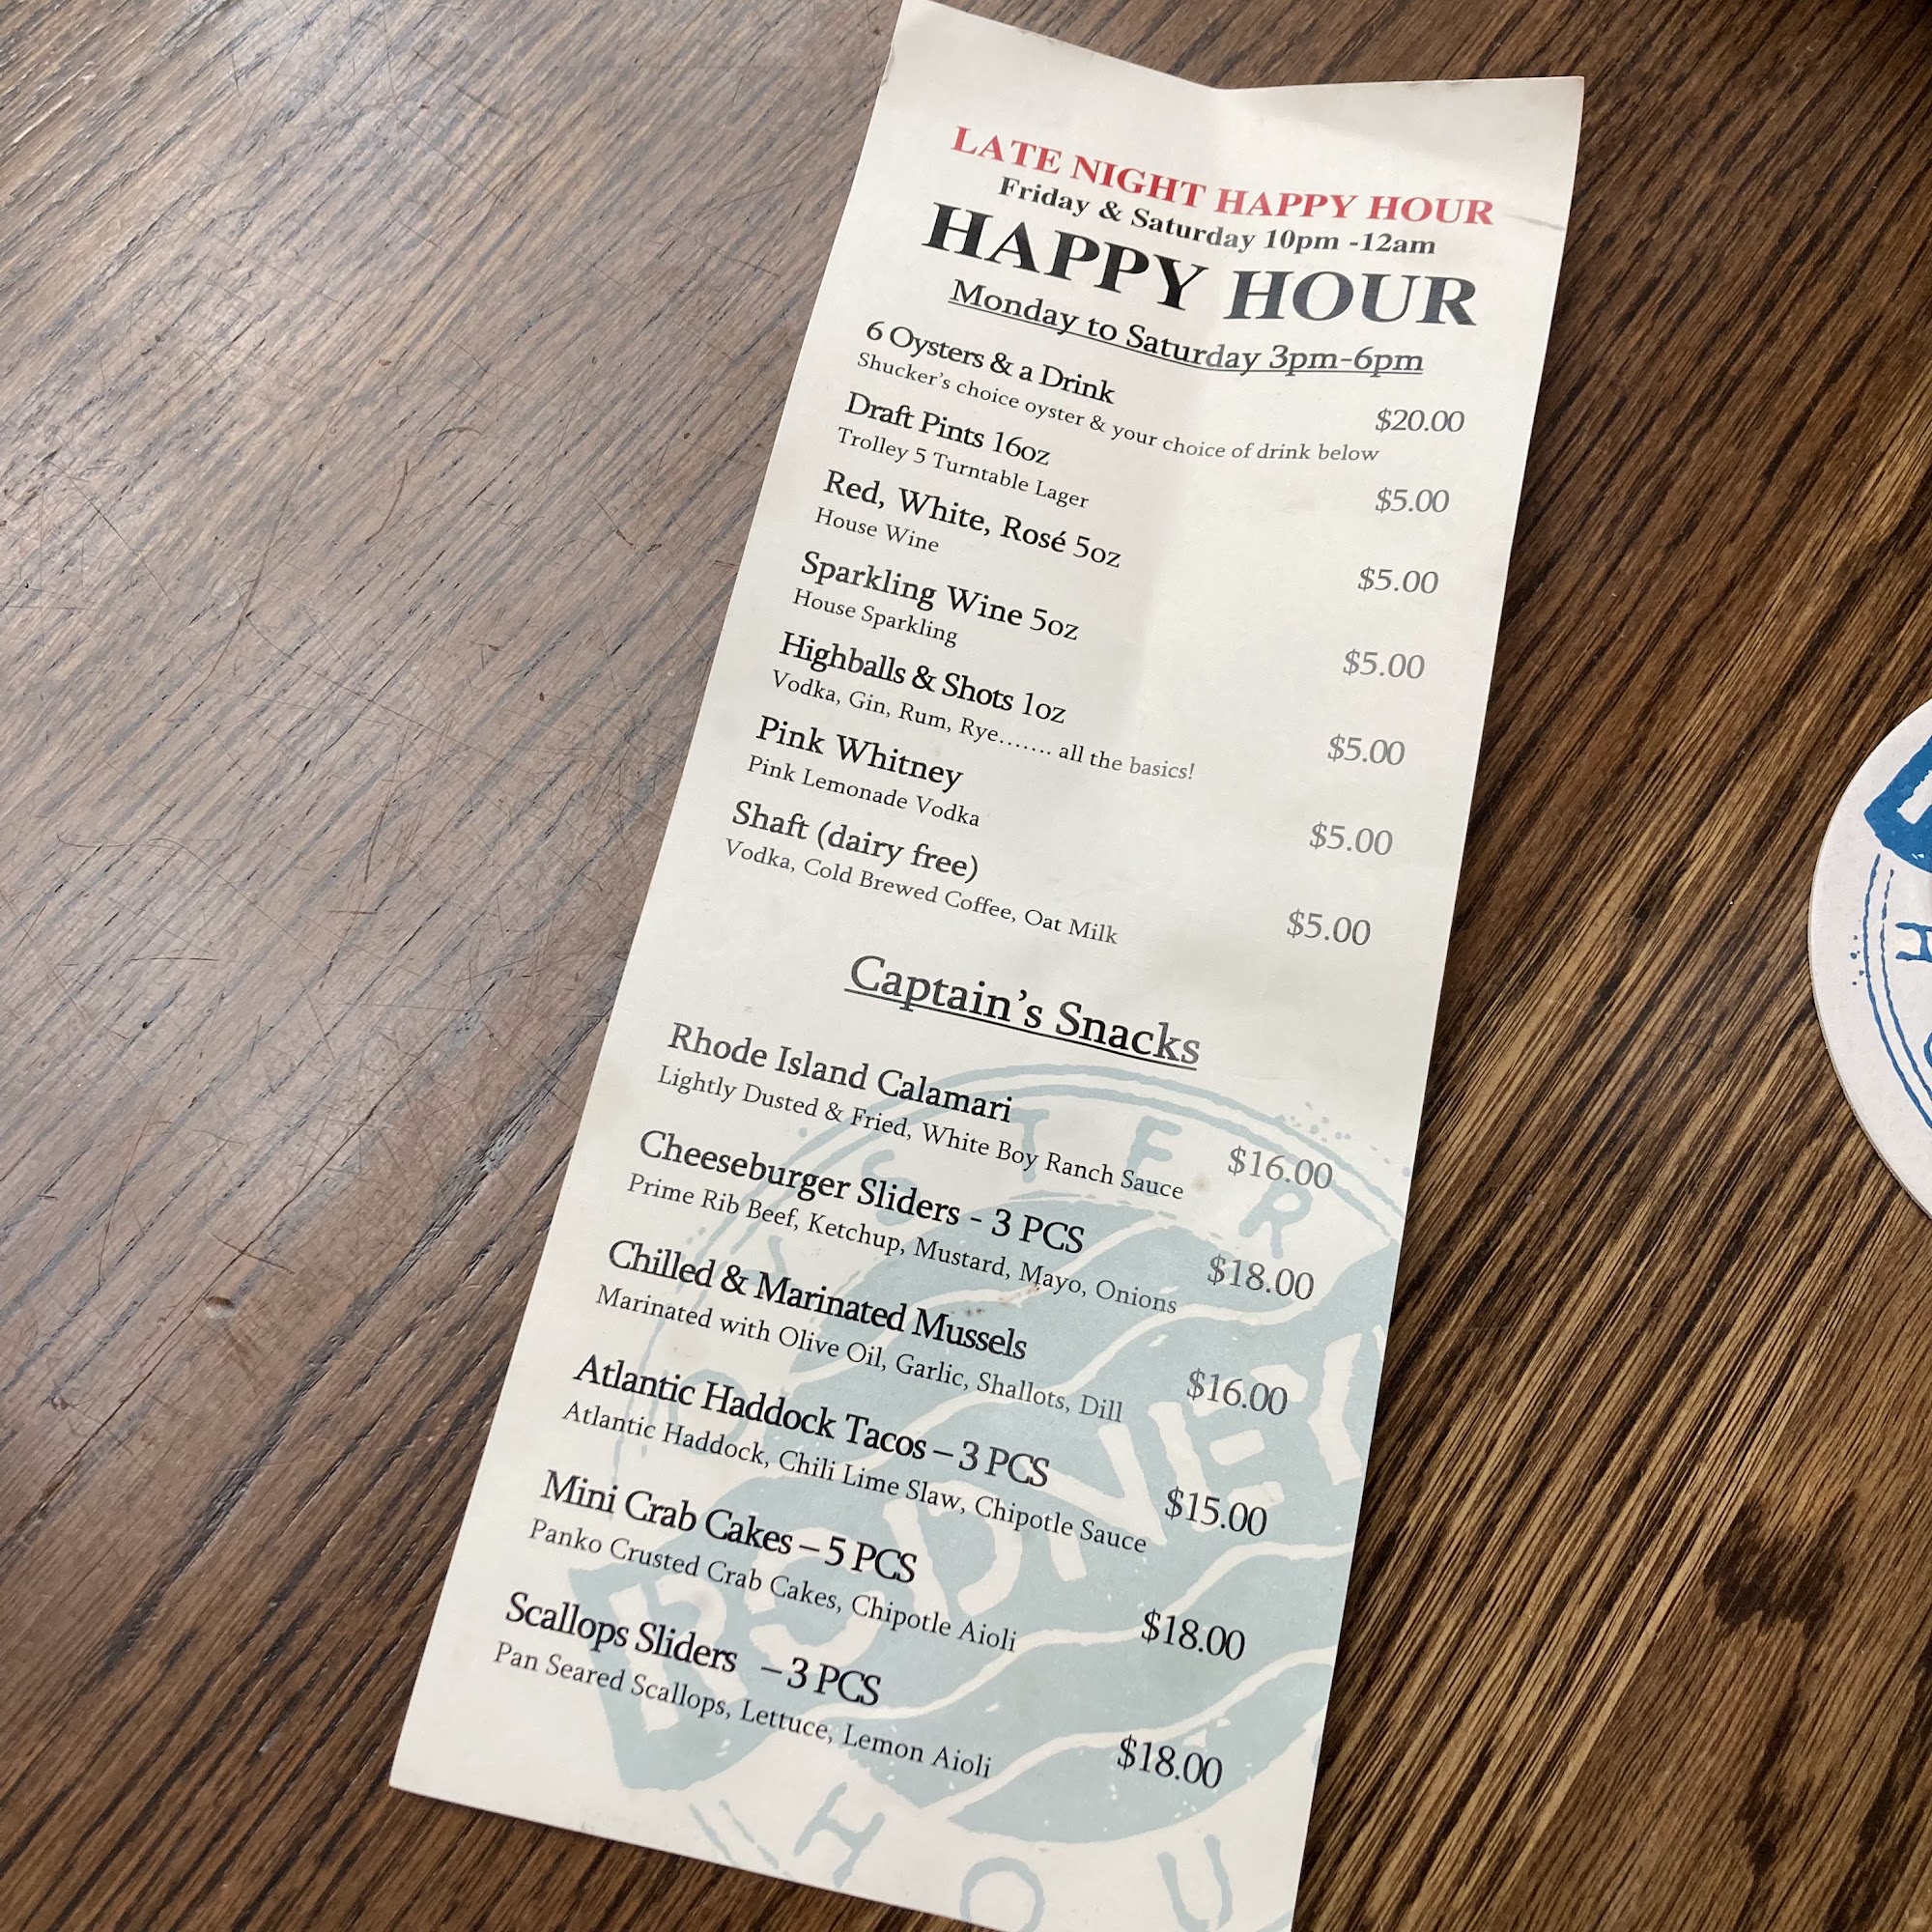 LATE NIGHT HAPPY HOUR
Friday & Saturday 10pm -12am
HAPPY HOUR
Monday to Saturday 3pm-6pm
6 Oysters & a Drink $20.00
Shucker's choice oyster & your choice of drink below
Draft Pints 16oz $5.00
Trolley 5 Turntable Lager
Red, White, Rosé 5oz $5.00
House Wine
Sparkling Wine 5oz $5.00
House Sparkling
Highballs & Shots 1oz $5.00
Vodka, Gin, Rum, Rye....... all the basics!
Pink Whitney $5.00
Pink Lemonade Vodka
Shaft (dairy free) $5.00
Vodka, Cold Brewed Coffee, Oat Milk
Captain's Snacks
Rhode Island Calamari $16.00
Lightly Dusted & Fried, White Boy Ranch Sauce
Cheeseburger Sliders - 3 PCS $18.00
Prime Rib Beef, Ketchup, Mustard, Mayo, Onions
Chilled & Marinated Mussels $16.00
Marinated with Olive Oil, Garlic, Shallots, Dill
Atlantic Haddock Tacos – 3 PCS $15.00
Atlantic Haddock, Chili Lime Slaw, Chipotle Sauce
Mini Crab Cakes – 5 PCS $18.00
Panko Crusted Crab Cakes, Chipotle Aioli
Scallops Sliders – 3 PCS $18.00
Pan Seared Scallops, Lettuce, Lemon Aioli
OYSTER
RODNEY
HOU